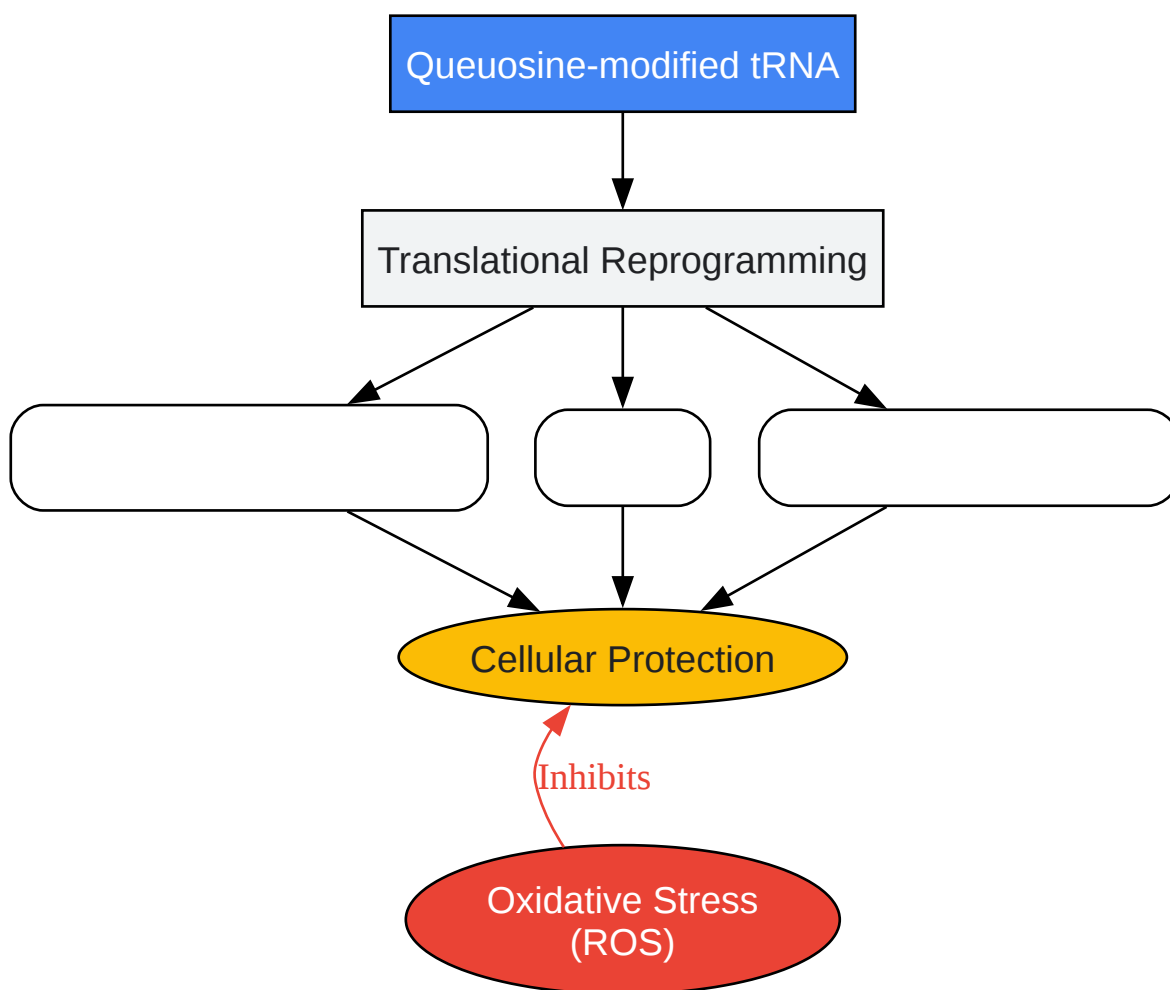 Queuosine-modified tRNA
Translational Reprogramming
Cellular Protection
Inhibits
Oxidative Stress
(ROS)